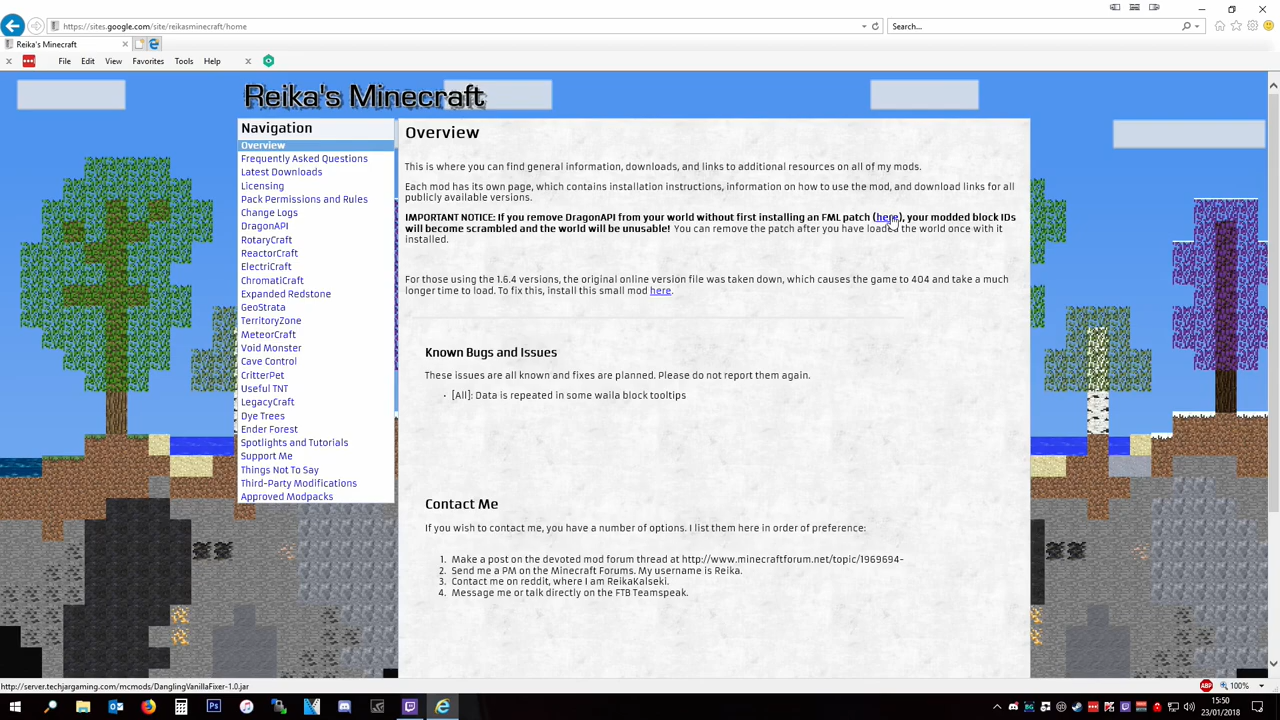 https://sites.google.com/site/reikasminecraft/home
Search...
Reika's Minecraft
File Edit View Favorites Tools Help
Reika's Minecraft
Navigation
Overview
Frequently Asked Questions
Latest Downloads
Licensing
Pack Permissions and Rules
Change Logs
DragonAPI
RotaryCraft
ReactorCraft
ElectriCraft
ChromatiCraft
Expanded Redstone
GeoStrata
TerritoryZone
MeteorCraft
Void Monster
Cave Control
CritterPet
Useful TNT
LegacyCraft
Dye Trees
Ender Forest
Spotlights and Tutorials
Support Me
Things Not To Say
Third-Party Modifications
Approved Modpacks
Overview
This is where you can find general information, downloads, and links to additional resources on all of my mods.
Each mod has its own page, which contains installation instructions, information on how to use the mod, and download links for all
publicly available versions.
IMPORTANT NOTICE: If you remove DragonAPI from your world without first installing an FML patch (here), your modded block IDs
will become scrambled and the world will be unusable! You can remove the patch after you have loaded the world once with it
installed.
For those using the 1.6.4 versions, the original online version file was taken down, which causes the game to 404 and take a much
longer time to load. To fix this, install this small mod here.
Known Bugs and Issues
These issues are all known and fixes are planned. Please do not report them again.
· [All]: Data is repeated in some waila block tooltips
Contact Me
If you wish to contact me, you have a number of options. I list them here in order of preference:
1. Make a post on the devoted mod forum thread at http://www.minecraftforum.net/topic/1969694-
2. Send me a PM on the Minecraft Forums. My username is Reika.
3. Contact me on reddit, where I am ReikaKalseki.
4. Message me or talk directly on the FTB Teamspeak.
http://server.techjargaming.com/mcmods/DanglingVanillaFixer-1.0.jar
ABP
100%
15:50
23/01/2018